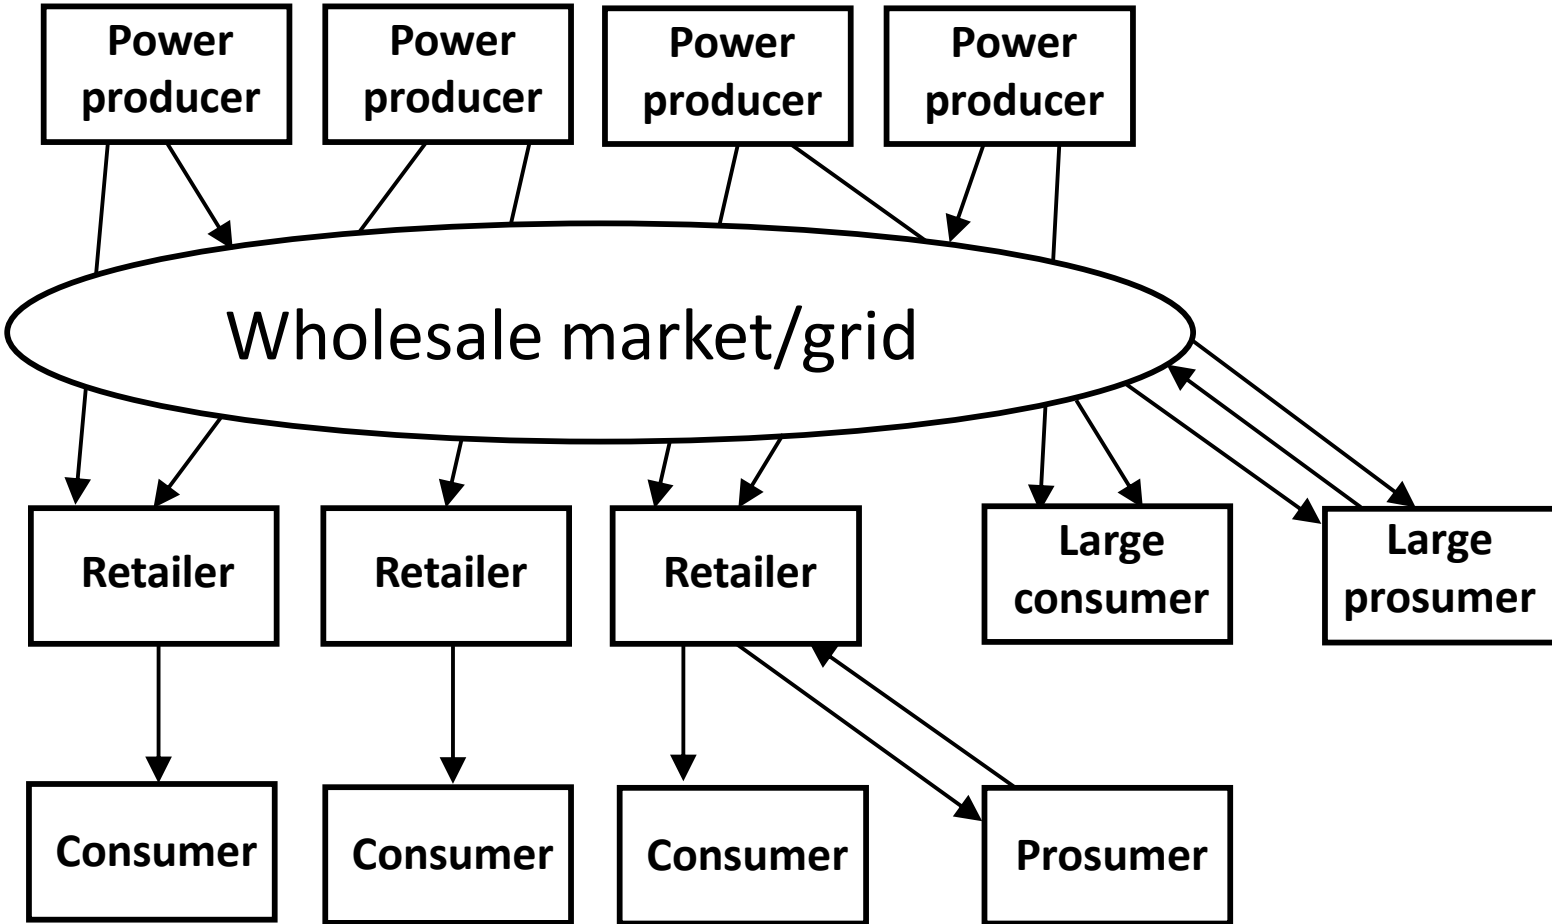 Power
producer
Power
producer
Power
producer
Power
producer
Wholesale market/grid
Retailer
Retailer
Retailer
Large
consumer
Large
prosumer
Consumer
Consumer
Consumer
Prosumer